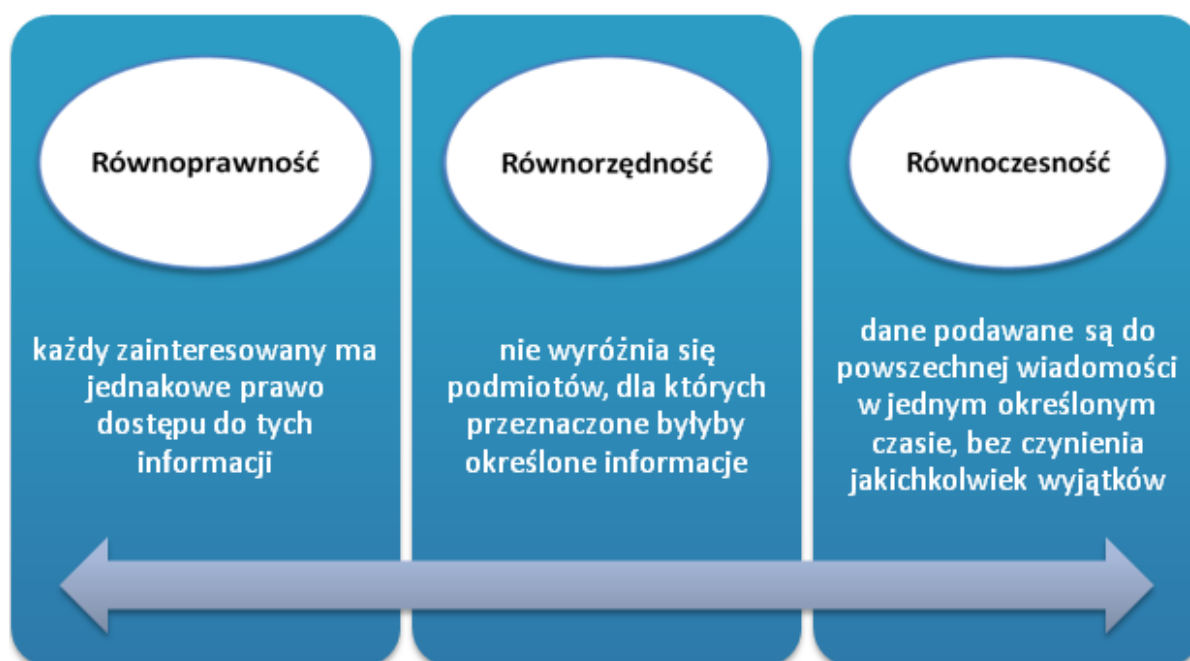 Równoprawność
każdy zainteresowany ma
jednakowe prawo
dostępu do tych
informacji
Równorzędność
nie wyróżnia się
podmiotów, dla których
przeznaczone byłyby
określone informacje
Równoczesność
dane podawane są do
powszechnej wiadomości
w jednym określonym
czasie, bez czynienia
jakichkolwiek wyjątków